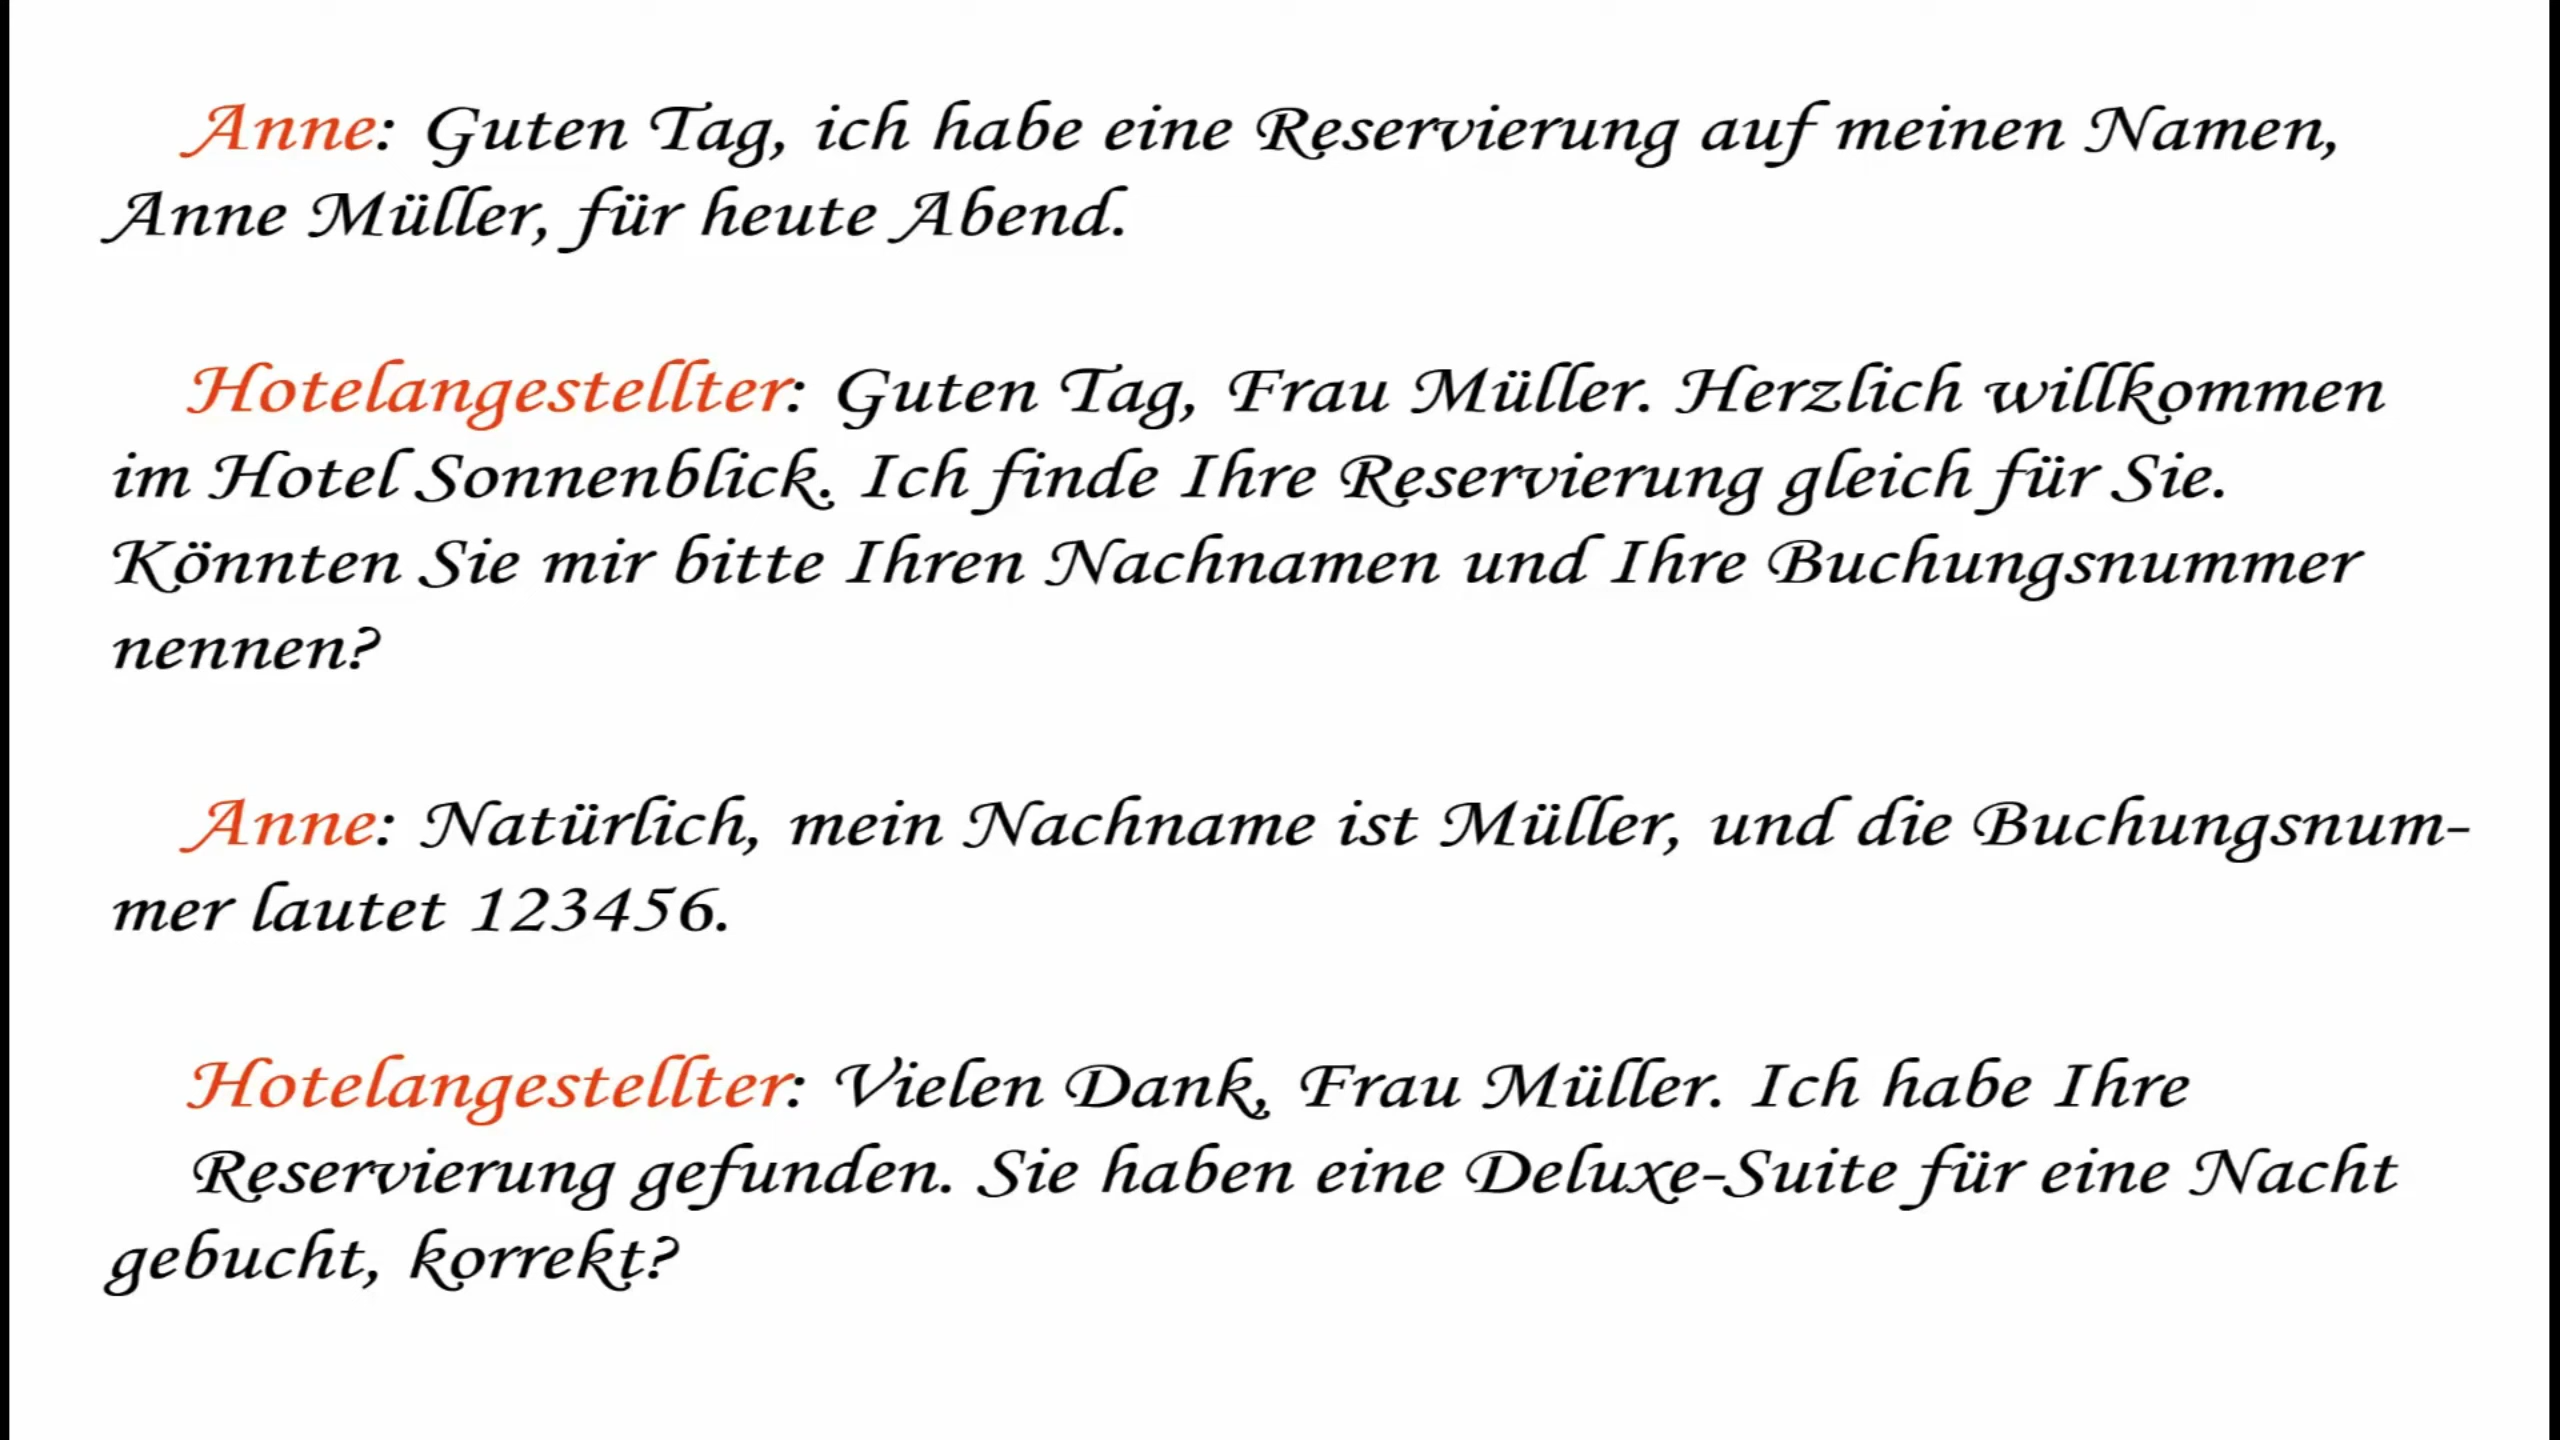 Anne: Guten Tag, ich habe eine Reservierung auf meinen Namen,
Anne Müller, für heute Abend.
Hotelangestellter: Guten Tag, Frau Müller. Herzlich willkommen
im Hotel Sonnenblick. Ich finde Ihre Reservierung gleich für Sie.
Könnten Sie mir bitte Ihren Nachnamen und Ihre Buchungsnummer
nennen?
Anne: Natürlich, mein Nachname ist Müller, und die Buchungsnum-
mer lautet 123456.
Hotelangestellter: Vielen Dank, Frau Müller. Ich habe Ihre
Reservierung gefunden. Sie haben eine Deluxe-Suite für eine Nacht
gebucht, korrekt?